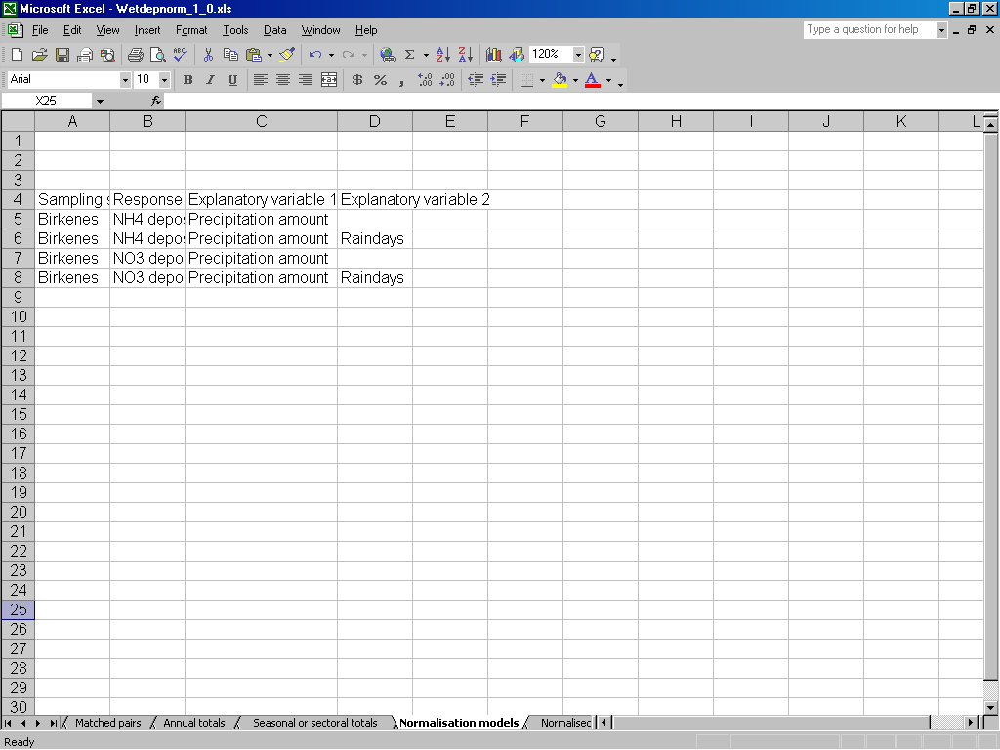 Microsoft Excel - Wetdepnorm_1_0.xls
File Edit View Insert Format Tools Data Window Help Type a question for help
120%
Arial 10 B I U $ % ,
X25 fx
A B C D E F G H I J K L
1
2
3
4 Sampling s Response Explanatory variable 1 Explanatory variable 2
5 Birkenes NH4 depos Precipitation amount
6 Birkenes NH4 depos Precipitation amount Raindays
7 Birkenes NO3 depo Precipitation amount
8 Birkenes NO3 depo Precipitation amount Raindays
9
10
11
12
13
14
15
16
17
18
19
20
21
22
23
24
25
26
27
28
29
30
Matched pairs Annual totals Seasonal or sectoral totals Normalisation models Normalisec
Ready